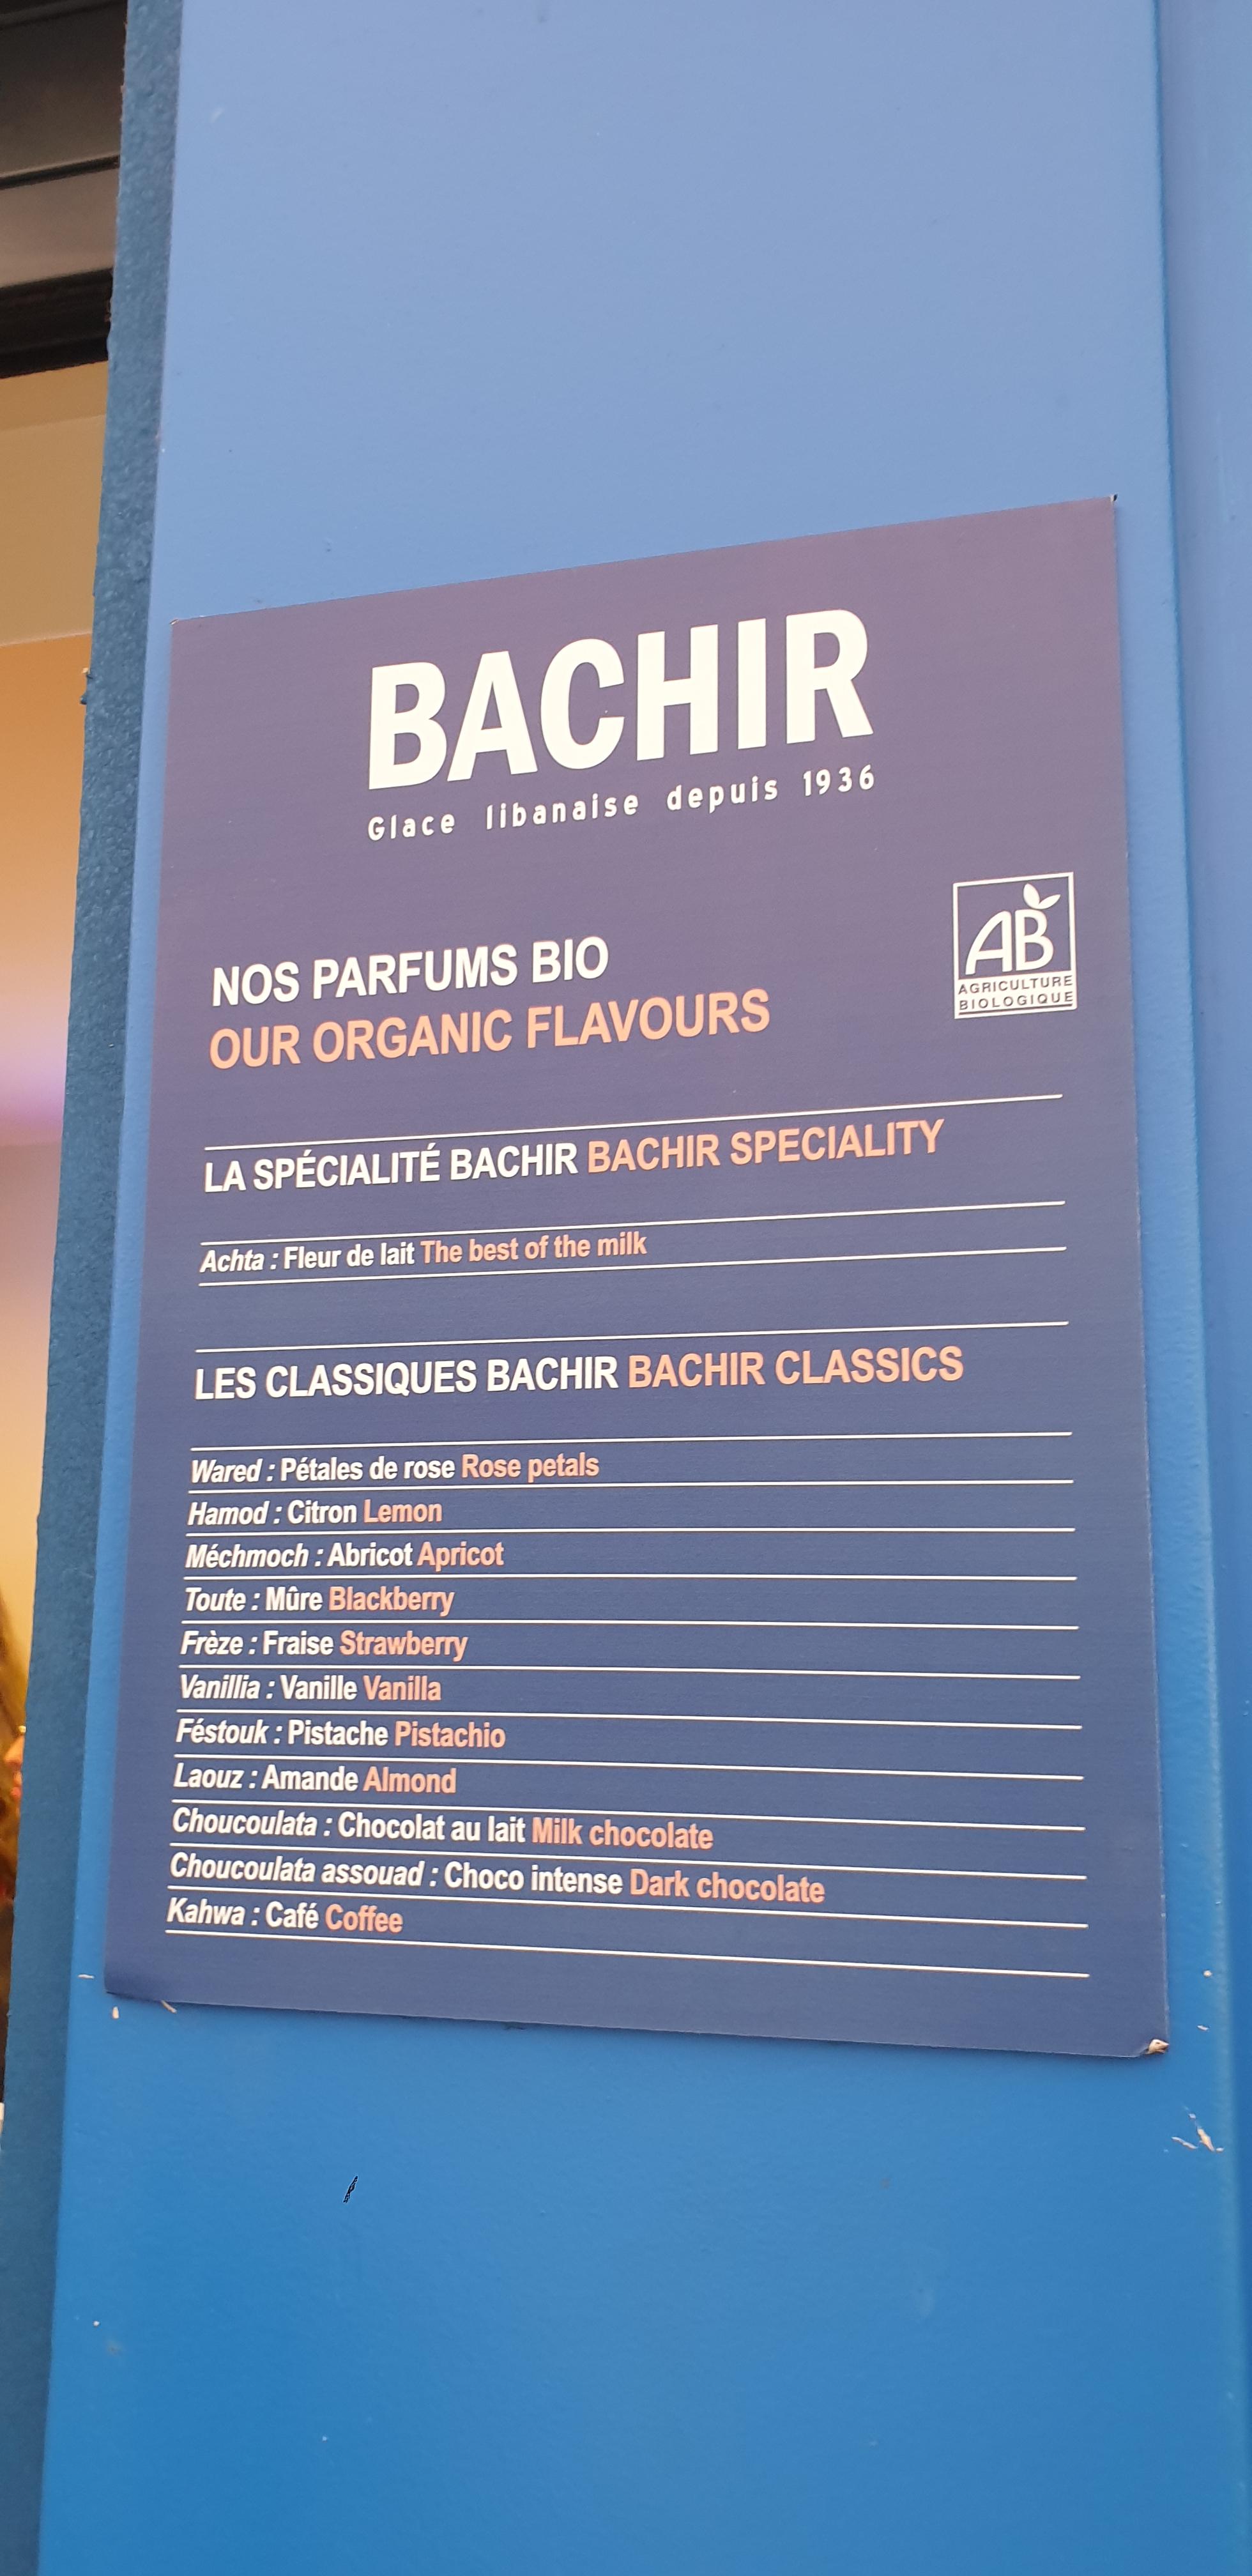 BACHIR
Glace libanaise depuis 1936
AB
AGRICULTURE
BIOLOGIQUE
NOS PARFUMS BIO
OUR ORGANIC FLAVOURS
LA SPÉCIALITÉ BACHIR BACHIR SPECIALITY
Achta : Fleur de lait The best of the milk
LES CLASSIQUES BACHIR BACHIR CLASSICS
Wared : Pétales de rose Rose petals
Hamod : Citron Lemon
Méchmoch : Abricot Apricot
Toute : Mûre Blackberry
Frèze : Fraise Strawberry
Vanillia : Vanille Vanilla
Féstouk : Pistache Pistachio
Laouz : Amande Almond
Choucoulata : Chocolat au lait Milk chocolate
Choucoulata assouad : Choco intense Dark chocolate
Kahwa : Café Coffee